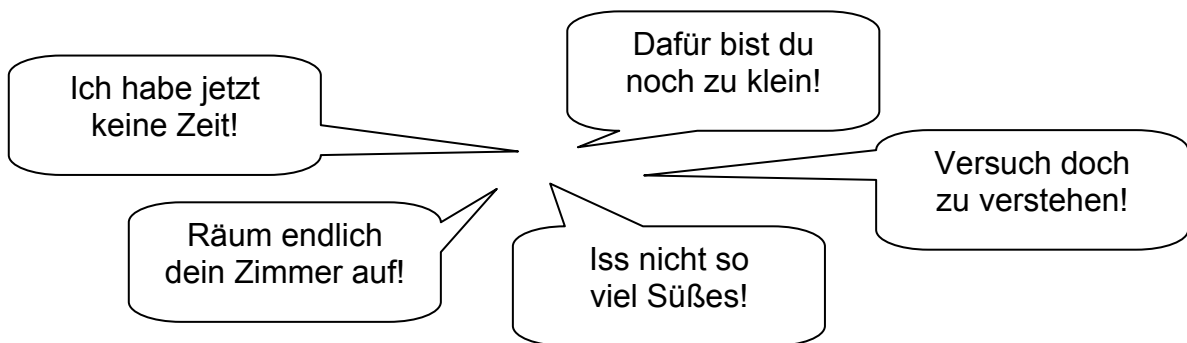 Dafür bist du
noch zu klein!
Ich habe jetzt
keine Zeit!
Versuch doch
zu verstehen!
Räum endlich
dein Zimmer auf!
Iss nicht so
viel Süßes!